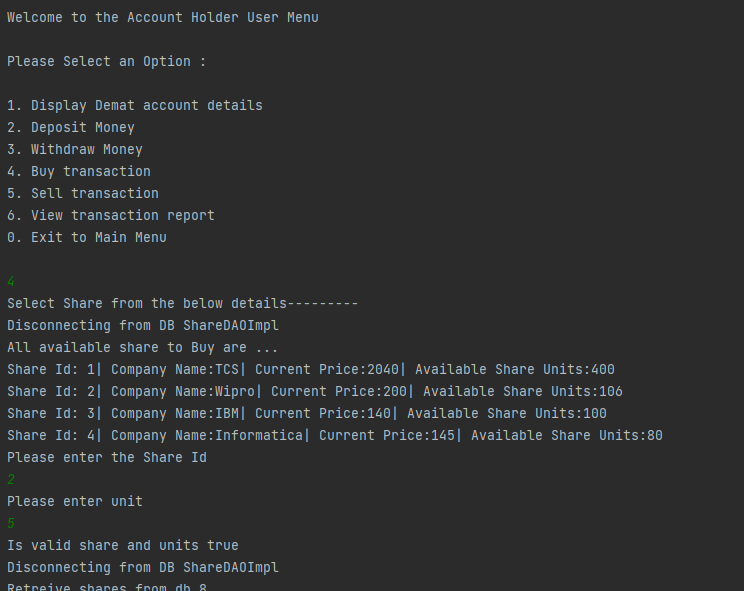 Welcome to the Account Holder User Menu
Please Select an Option :
1. Display Demat account details
2. Deposit Money
3. Withdraw Money
4. Buy transaction
5. Sell transaction
6. View transaction report
0. Exit to Main Menu
4
Select Share from the below details---------
Disconnecting from DB ShareDAOImpl
All available share to Buy are ...
Share Id: 1| Company Name:TCS| Current Price:2040| Available Share Units:400
Share Id: 2| Company Name:Wipro| Current Price:200| Available Share Units:106
Share Id: 3| Company Name:IBM| Current Price:140| Available Share Units:100
Share Id: 4| Company Name:Informatica| Current Price:145| Available Share Units:80
Please enter the Share Id
2
Please enter unit
5
Is valid share and units true
Disconnecting from DB ShareDAOImpl
Retreive shares from db 8